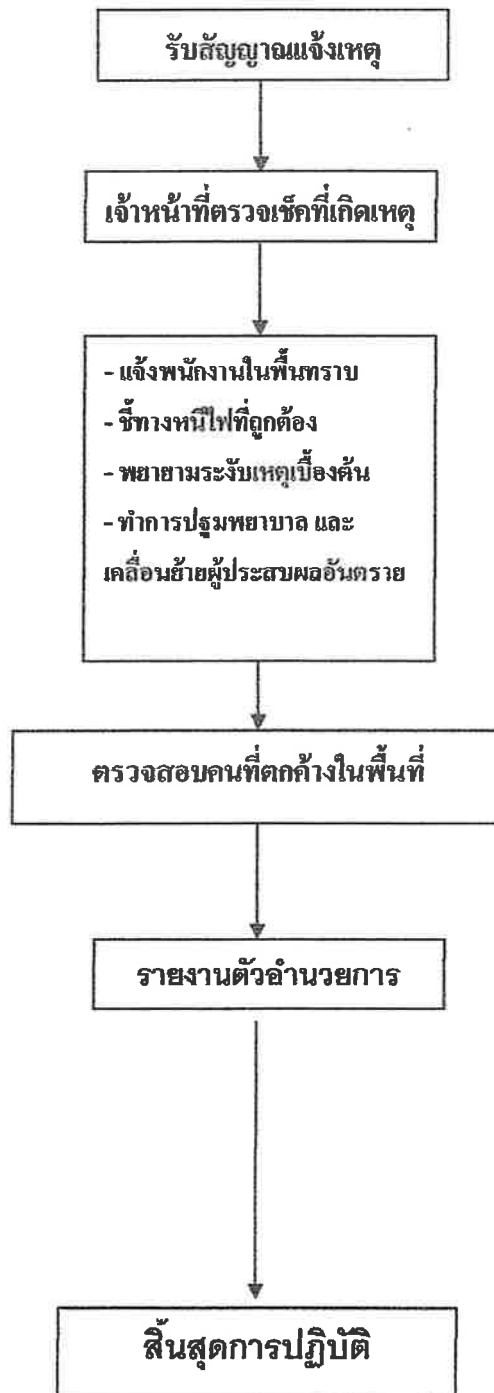 รับสัญญาณแจ้งเหตุ
เจ้าหน้าที่ตรวจเช็คที่เกิดเหตุ
- แจ้งพนักงานในพื้นทราบ
- ชี้ทางหนีไฟที่ถูกต้อง
- พยายามระงับเหตุเบื้องต้น
- ทำการปฐมพยาบาล และ
เคลื่อนย้ายผู้ประสบผลอันตราย
ตรวจสอบคนที่ตกค้างในพื้นที่
รายงานตัวอำนวยการ
สิ้นสุดการปฏิบัติ